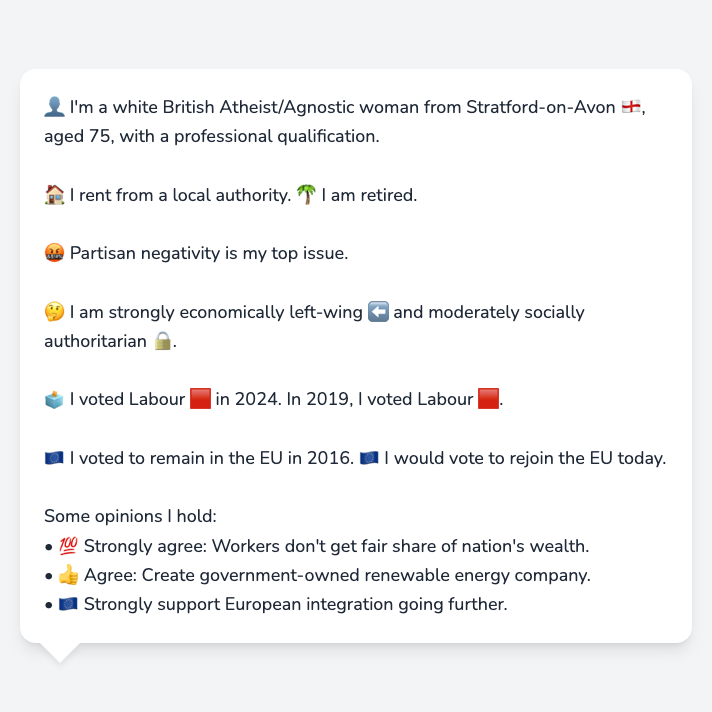 👤 I'm a white British Atheist/Agnostic woman from Stratford-on-Avon 🏴󠁧󠁢󠁥󠁮󠁧󠁿,
aged 75, with a professional qualification.
🏠 I rent from a local authority. 🌴 I am retired.
🤬 Partisan negativity is my top issue.
🤔 I am strongly economically left-wing ⬅️ and moderately socially
authoritarian 🔒.
🗳️ I voted Labour 🟥 in 2024. In 2019, I voted Labour 🟥.
🇪🇺 I voted to remain in the EU in 2016. 🇪🇺 I would vote to rejoin the EU today.
Some opinions I hold:
• 💯 Strongly agree: Workers don't get fair share of nation's wealth.
• 👍 Agree: Create government-owned renewable energy company.
• 🇪🇺 Strongly support European integration going further.